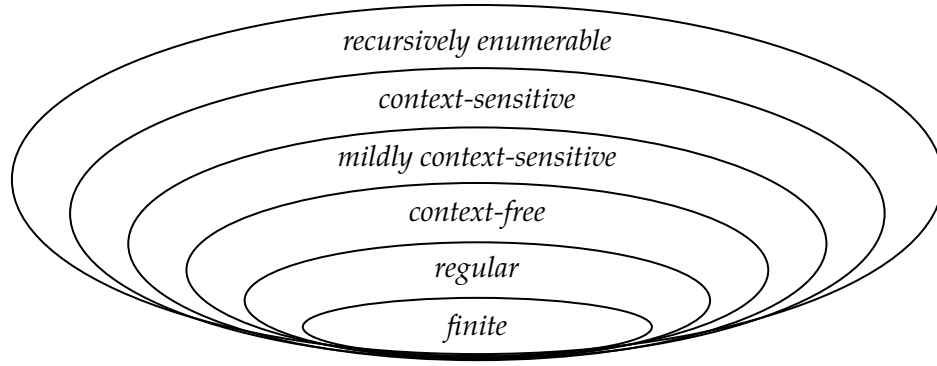 recursively enumerable
context-sensitive
mildly context-sensitive
context-free
regular
finite